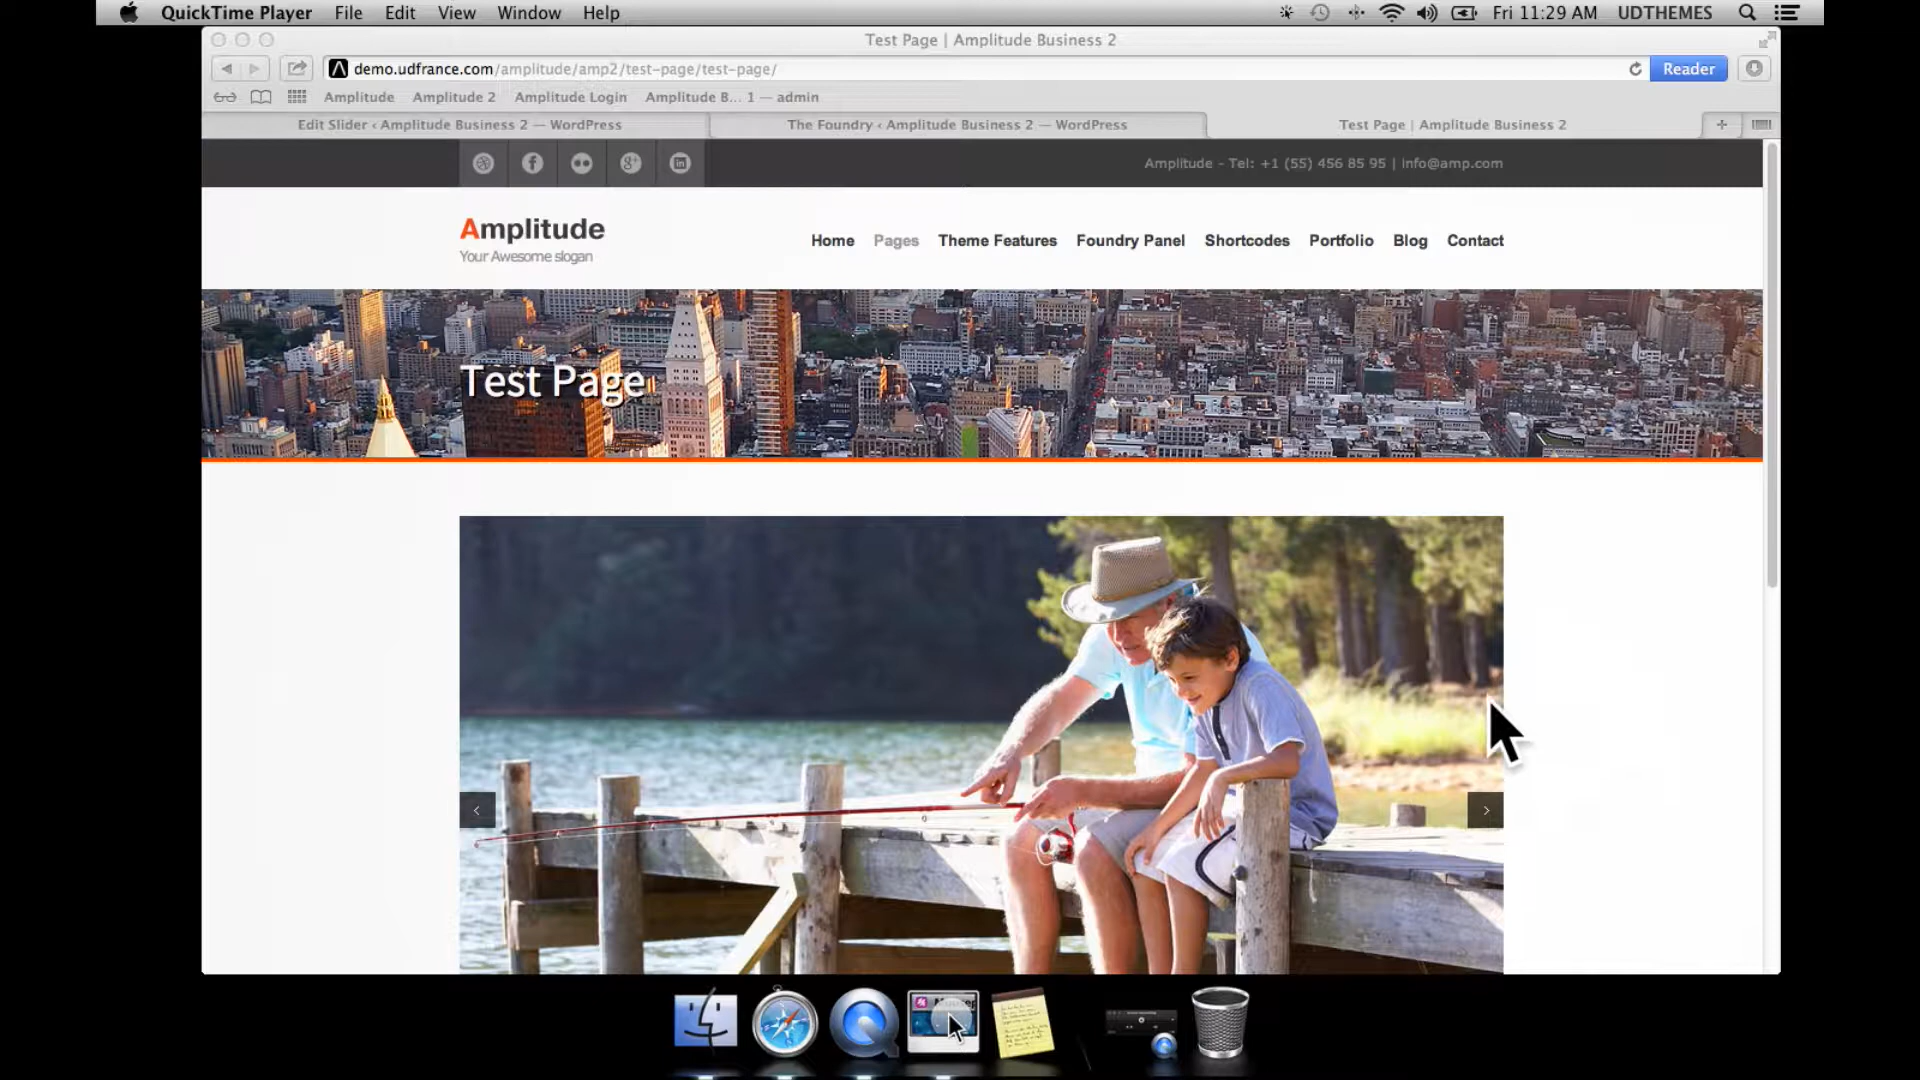 QuickTime Player File Edit View Window Help Fri 11:29 AM UDTHEMES
Test Page | Amplitude Business 2
demo.udfrance.com/amplitude/amp2/test-page/test-page/ Reader
Amplitude Amplitude 2 Amplitude Login Amplitude B... 1 — admin
Edit Slider ‹ Amplitude Business 2 — WordPress The Foundry ‹ Amplitude Business 2 — WordPress Test Page | Amplitude Business 2
Amplitude - Tel: +1 (55) 456 85 95 | info@amp.com
Amplitude
Your Awesome slogan
Home Pages Theme Features Foundry Panel Shortcodes Portfolio Blog Contact
Test Page